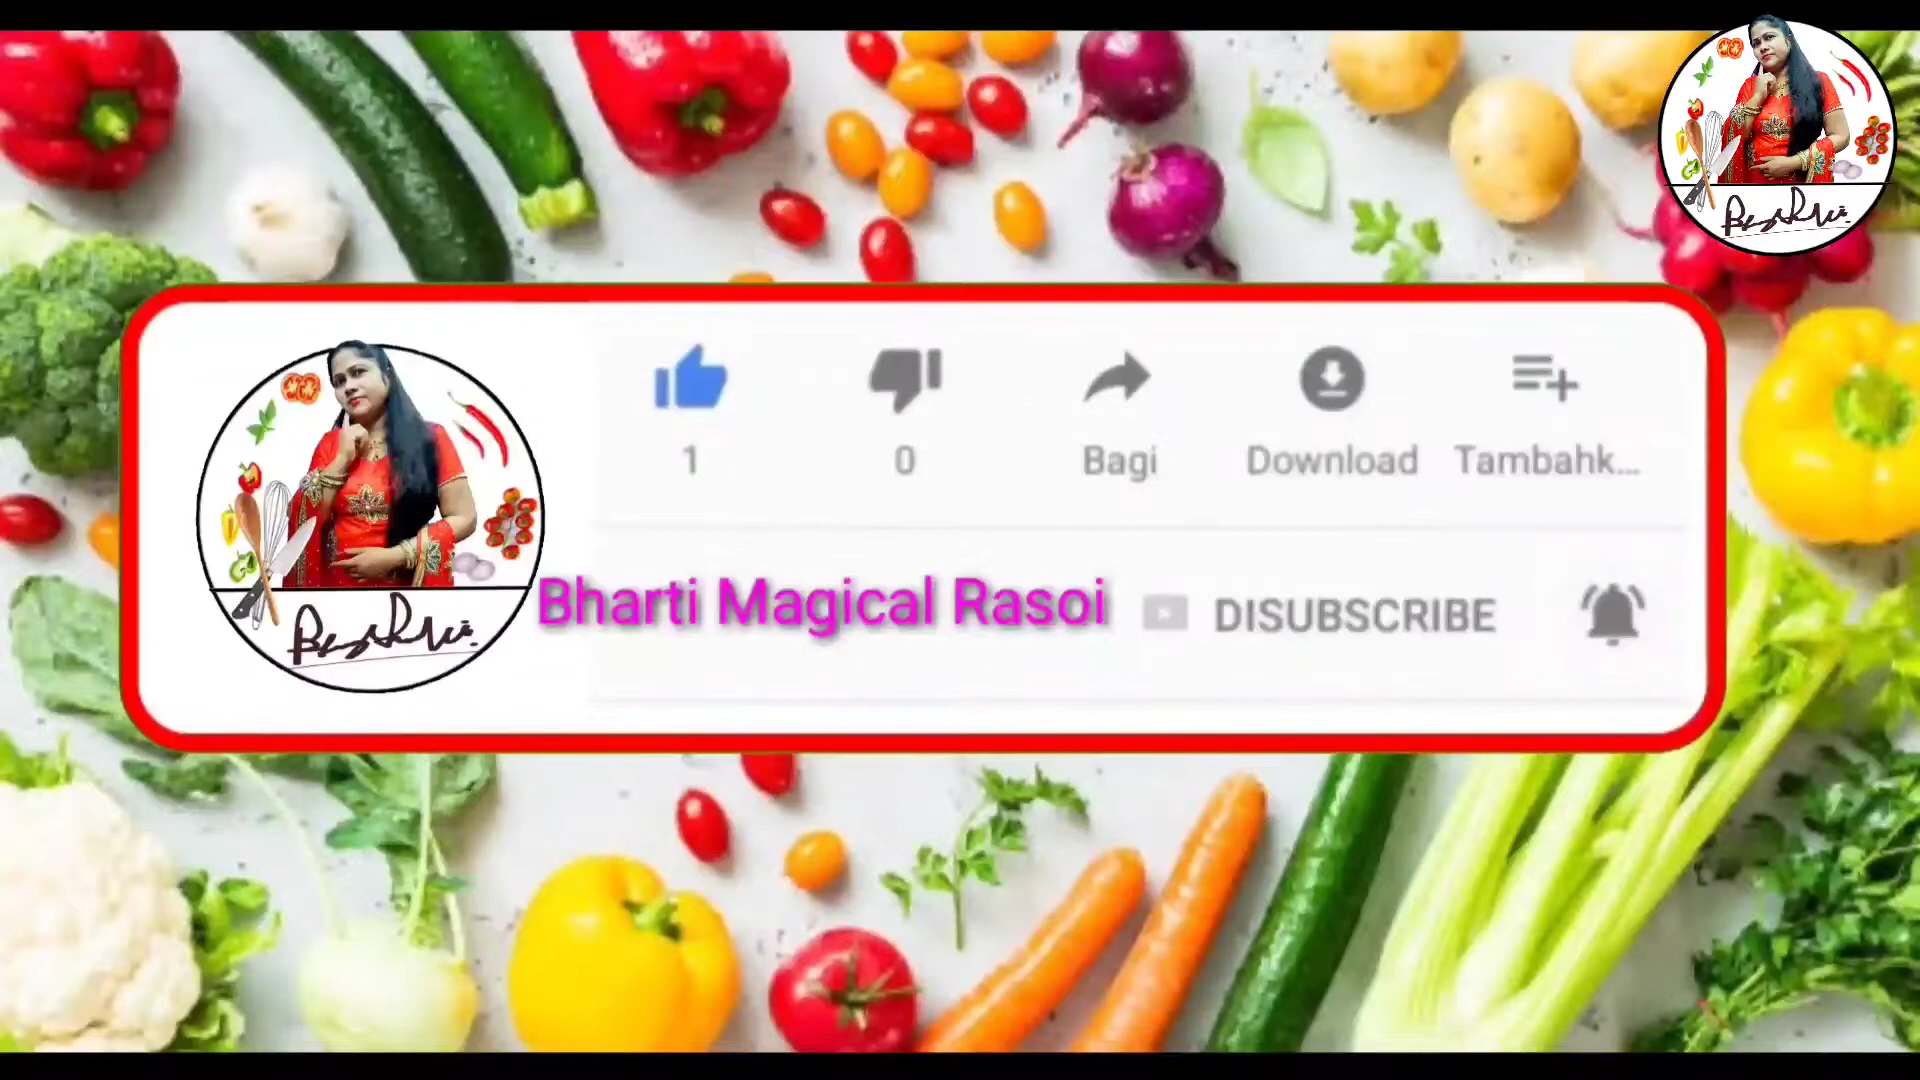 1
0
Bagi
Download
Tambahk...
Bharti Magical Rasoi
DISUBSCRIBE